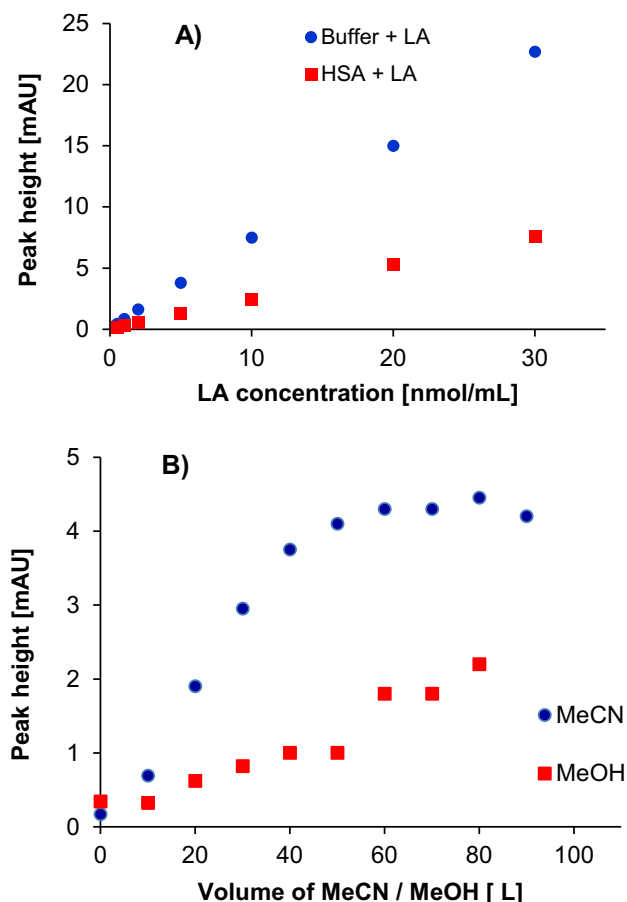 A)
Buffer + LA
HSA + LA
25
20
15
10
5
0
Peak height [mAU]
0 10 20 30
LA concentration [nmol/mL]
B)
5
4
3
2
1
0
Peak height [mAU]
MeCN
MeOH
0 20 40 60 80 100
Volume of MeCN / MeOH [ L]